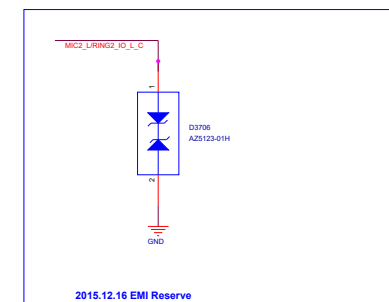 MIC2_L/RING2_IO_L_C
1
D3706
AZ5123-01H
2
GND
2015.12.16 EMI Reserve